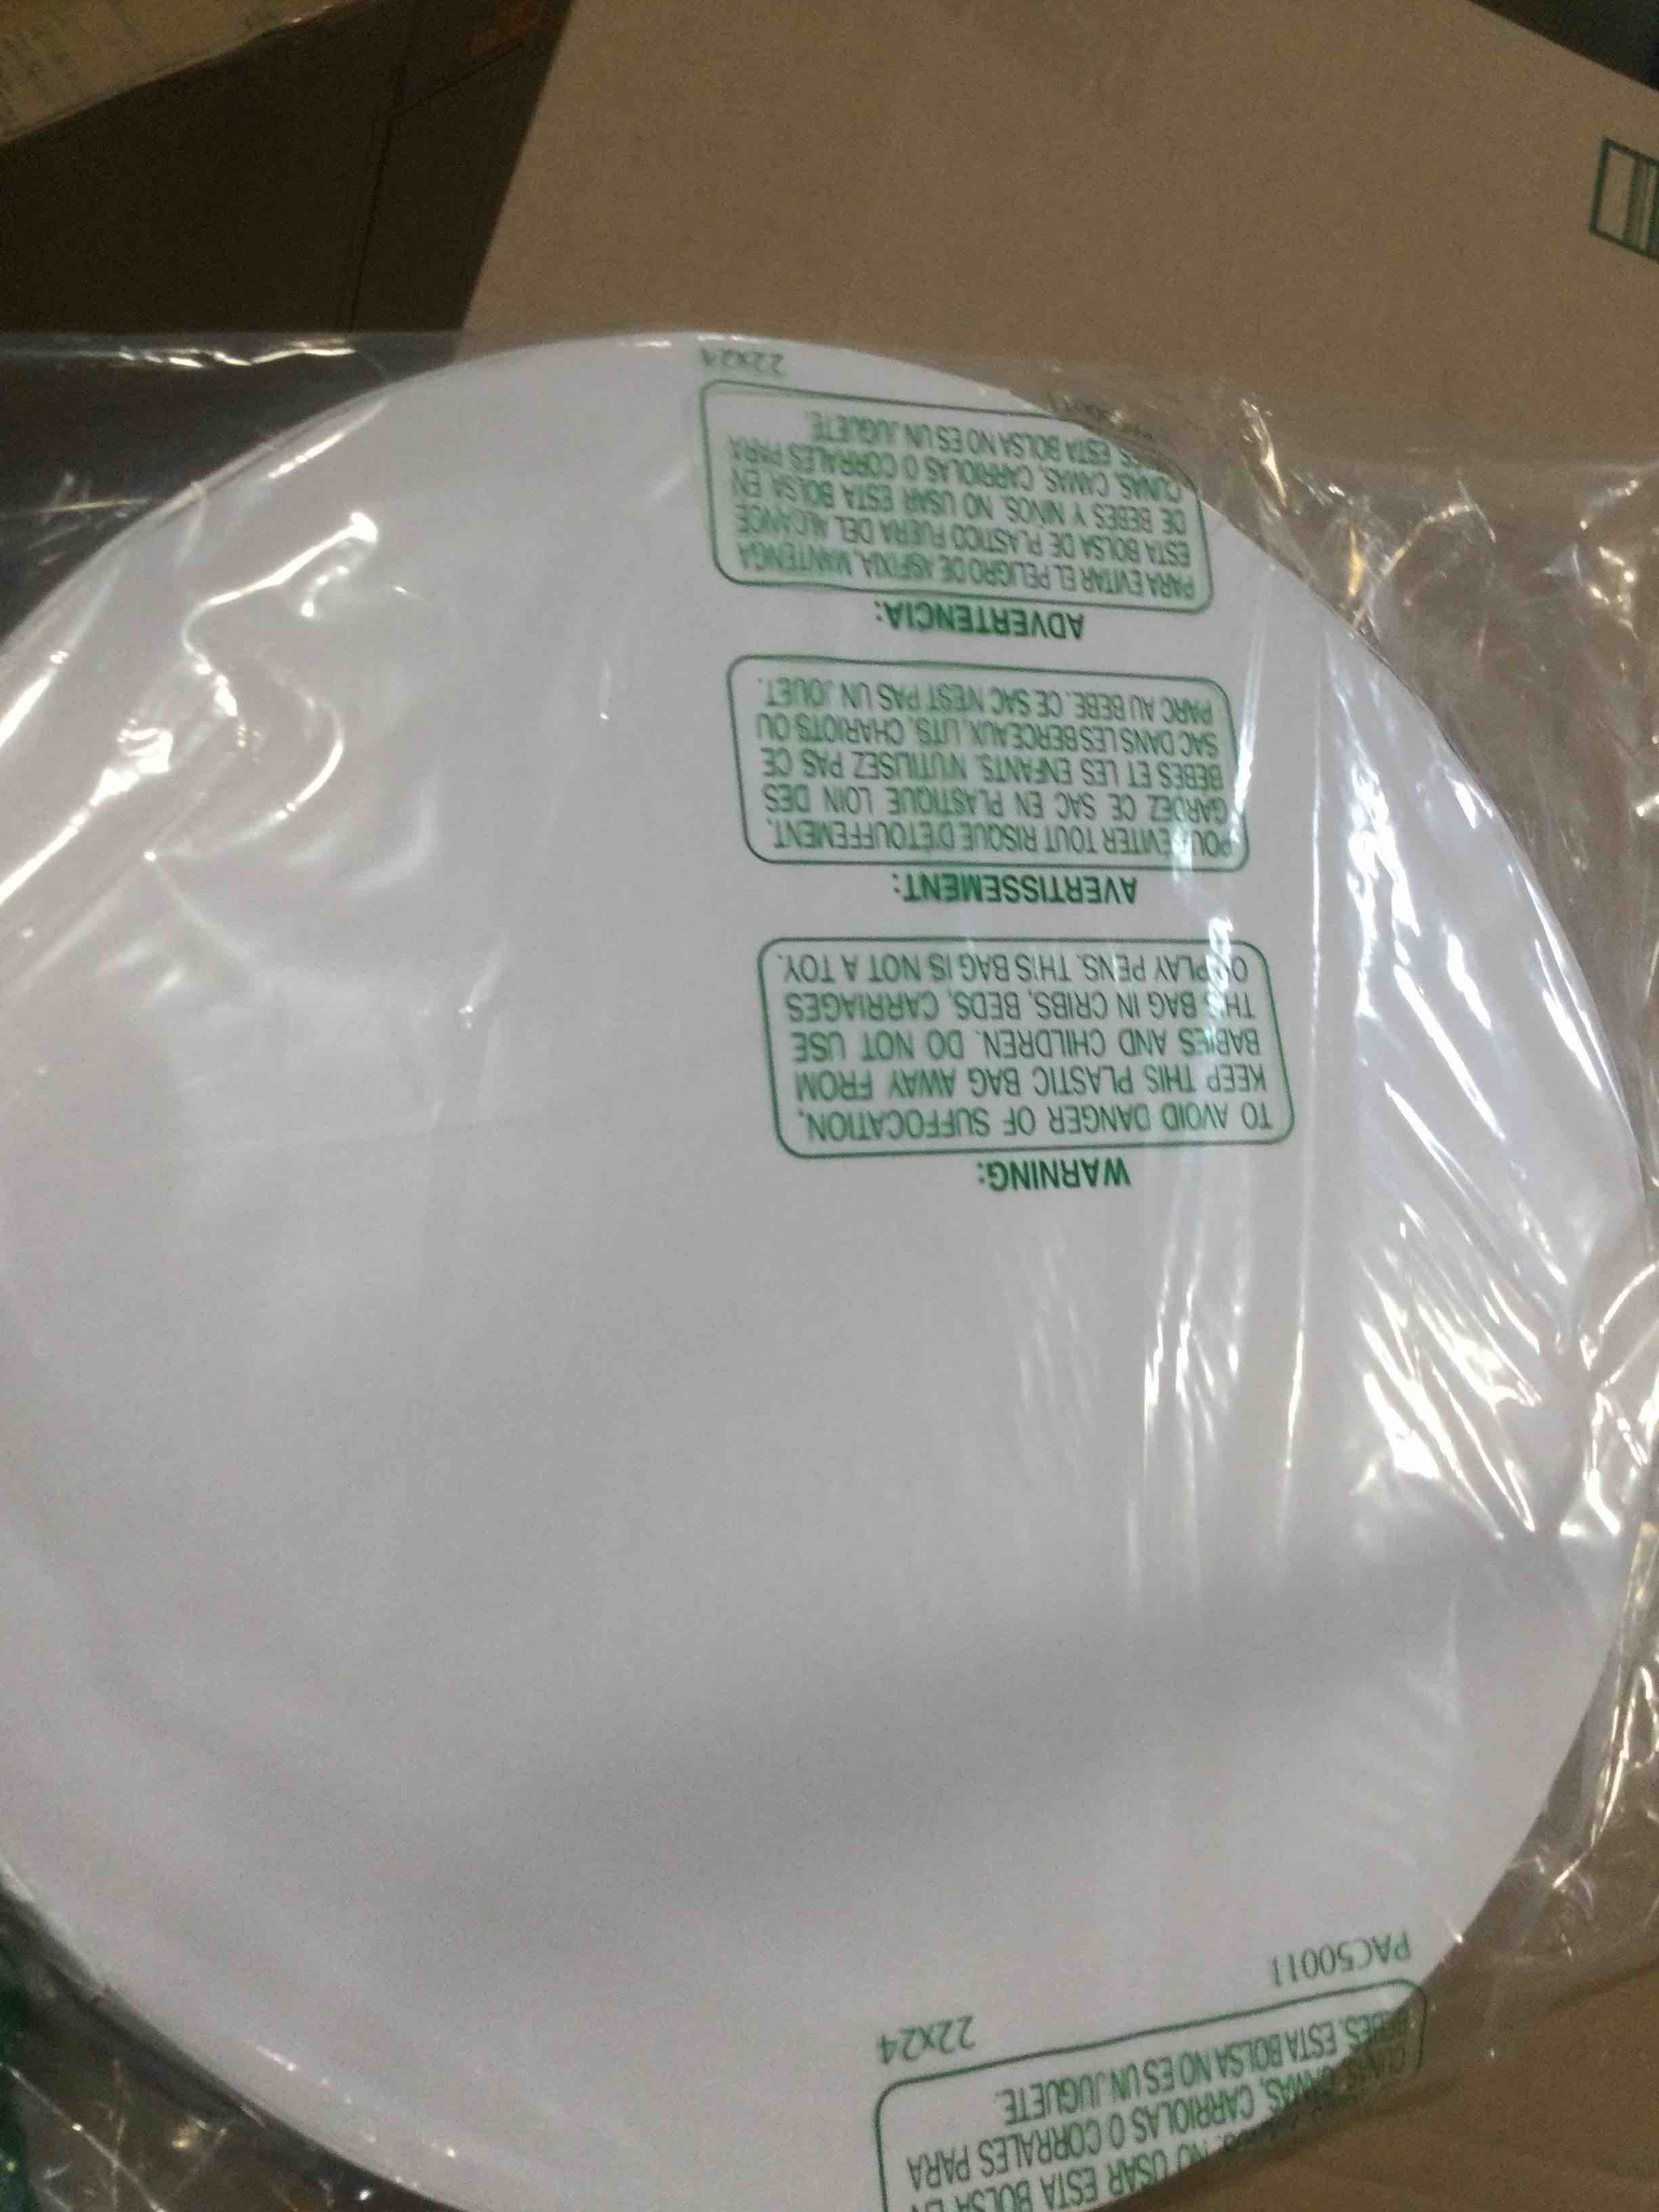 BOLSA EN
NO USAR ESTA
CARRIOLAS O CORRALES PARA
ESTA BOLSA NO ES UN JUGUETE.
22x24
PAC50011
WARNING:
TO AVOID DANGER OF SUFFOCATION,
KEEP THIS PLASTIC BAG AWAY FROM
BABIES AND CHILDREN. DO NOT USE
THIS BAG IN CRIBS, BEDS, CARRIAGES
OR PLAY PENS. THIS BAG IS NOT A TOY.
AVERTISSEMENT:
POUR EVITER TOUT RISQUE D'ETOUFFEMENT,
GARDEZ CE SAC EN PLASTIQUE LOIN DES
BEBES ET LES ENFANTS. N'UTILISEZ PAS CE
SAC DANS LES BERCEAUX, LITS, CHARIOTS OU
PARC AU BEBE. CE SAC N'EST PAS UN JOUET.
ADVERTENCIA:
PARA EVITAR EL PELIGRO DE ASFIXIA, MANTENGA
ESTA BOLSA DE PLASTICO FUERA DEL ALCANCE
DE BEBES Y NINOS. NO USAR ESTA BOLSA EN
CUNAS, CAMAS, CARRIOLAS O CORRALES PARA
ESTA BOLSA NO ES UN JUGUETE
22x24